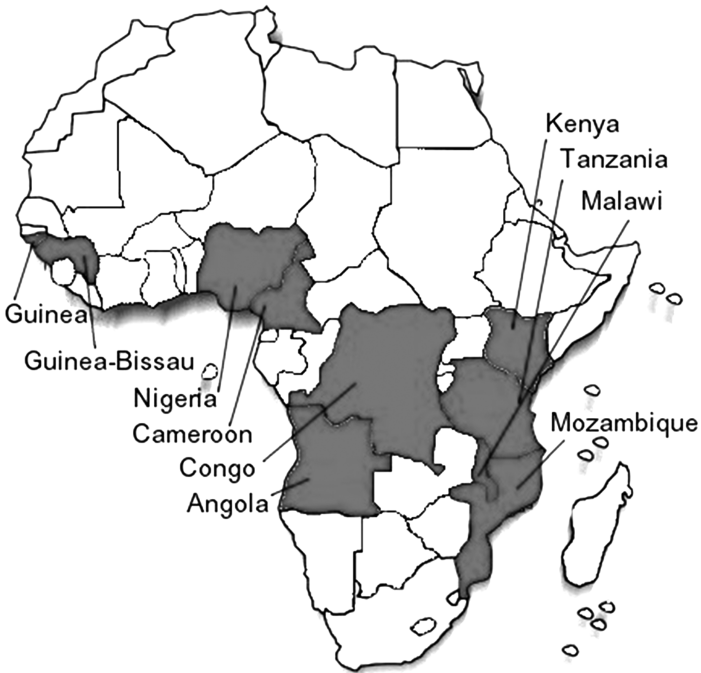 Kenya
Tanzania
Malawi
Guinea
Guinea-Bissau
Nigeria
Cameroon
Mozambique
Congo
Angola